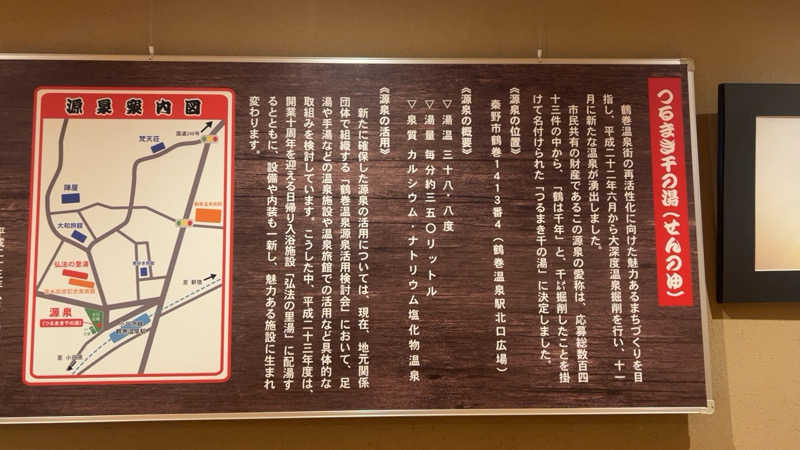 つるまき千の湯(せんのゆ)
鶴巻温泉街の再活性化に向けた魅力あるまちづくりを目
指し、平成二十二年六月から大深度温泉掘削を行い、十一
月に新たな温泉が湧出しました。
市民共有の財産であるこの源泉の愛称は、応募総数百四
十三件の中から、「鶴は千年」と、千㍍掘削したことを掛
けて名付けられた「つるまき千の湯」に決定しました。
《源泉の位置》
秦野市鶴巻1413番4(鶴巻温泉駅北口広場)
《源泉の概要》
▽湯温 三十八・八度
▽湯量 毎分約三五〇リットル
▽泉質 カルシウム・ナトリウム塩化物温泉
《源泉の活用》
新たに確保した源泉の活用については、現在、地元関係
団体で組織する「鶴巻温泉源泉活用検討会」において、足
湯や手湯などの温泉施設や温泉旅館での活用など具体的な
取組みを検討しています。こうした中、平成二十三年度は、
開業十周年を迎える日帰り入浴施設「弘法の里湯」に配湯す
るとともに、設備や内装も一新し、魅力ある施設に生まれ
変わります。
源泉案内図
国道246号
梵天荘
陣屋
大和旅館
弘法の里湯
源泉
(つるまき千の湯)
至 新宿
至 小田原